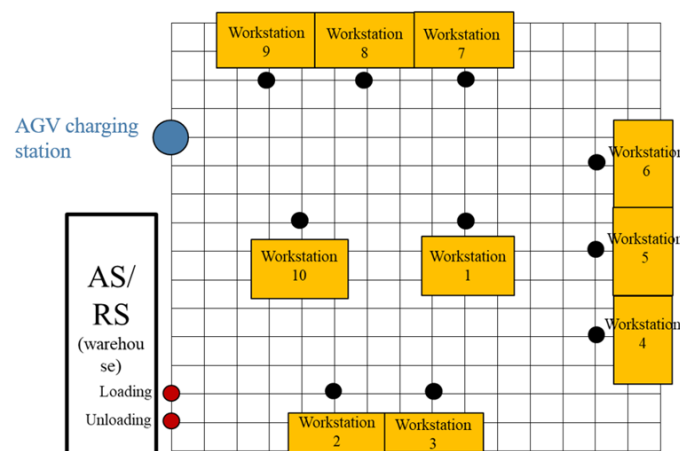 Workstation
9
Workstation
8
Workstation
7
AGV charging
station
Workstation
6
Workstation
10
Workstation
1
Workstation
5
AS/
RS
(warehou
se)
Workstation
4
Loading
Unloading
Workstation
2
Workstation
3